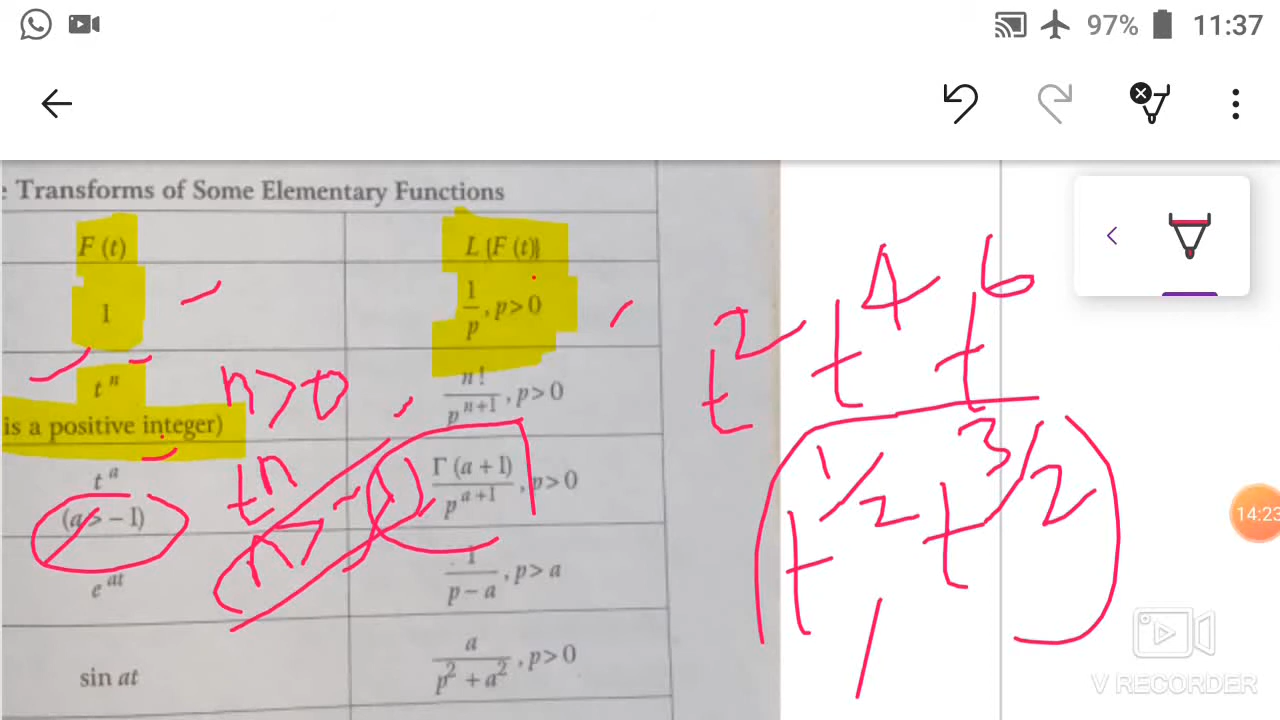 97% 11:37
e Transforms of Some Elementary Functions
F (t) L {F (t)}
1 1/p , p > 0
t^n n!/p^{n+1} , p > 0
n>0
is a positive integer)
t^a Γ (a + 1)/p^{a+1} , p > 0
(a > – 1)
t^n
n>-1
e^{at} 1/p – a , p > a
sin at a/p^2 + a^2 , p > 0
t^2 t^4 t^6
t^{1/2} t^{3/2}
14:23
V RECORDER